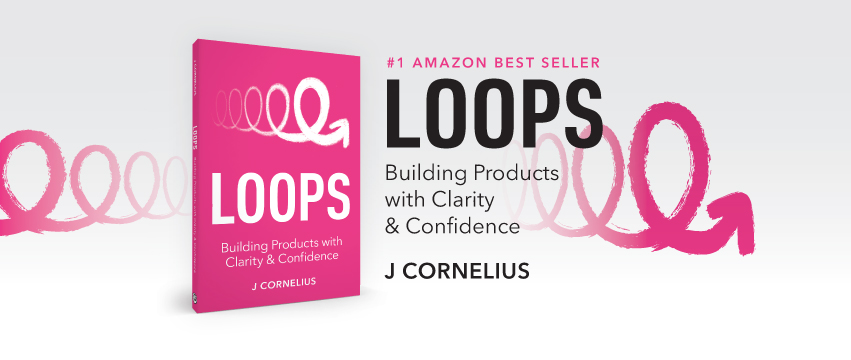 LOOPS
Building Products with
Clarity & Confidence
J CORNELIUS
#1 AMAZON BEST SELLER
LOOPS
Building Products
with Clarity
& Confidence
J CORNELIUS